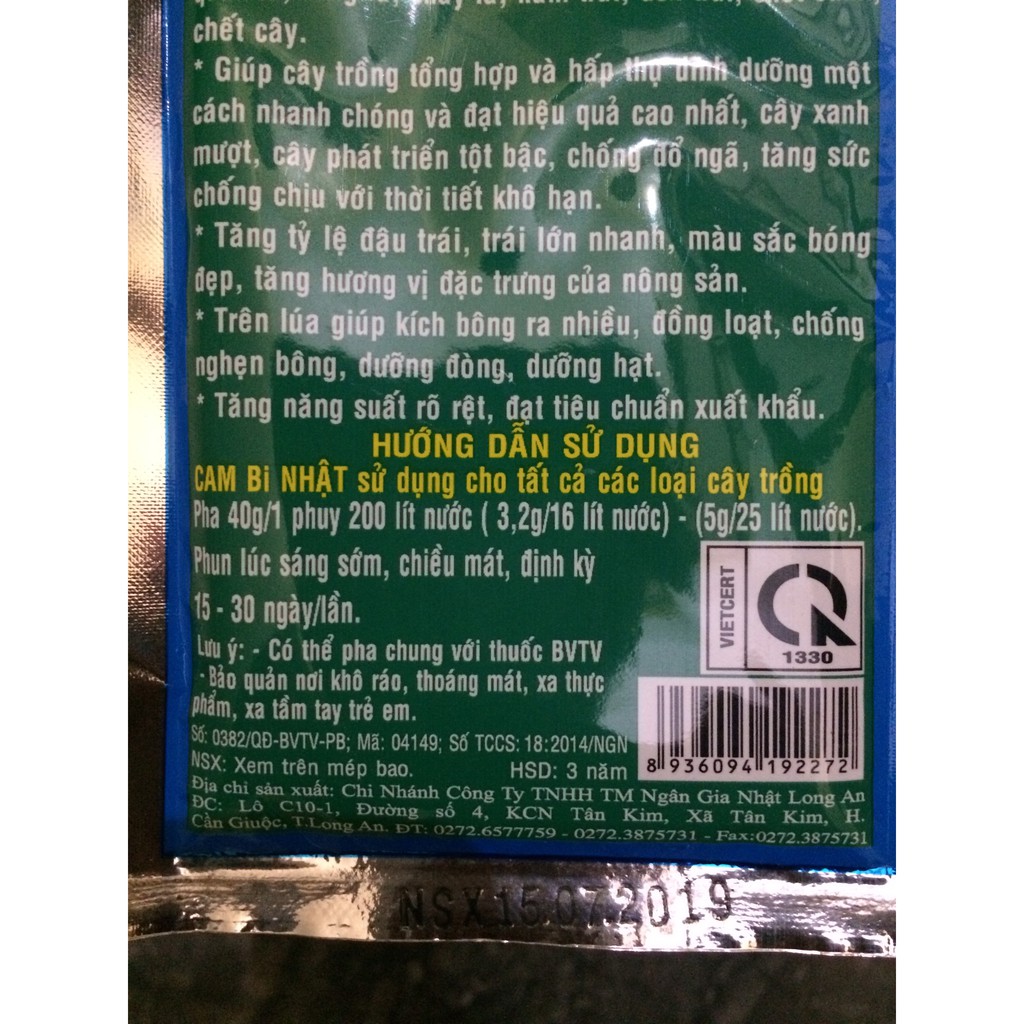 chết cây.
* Giúp cây trồng tổng hợp và hấp thụ dinh dưỡng một
cách nhanh chóng và đạt hiệu quả cao nhất, cây xanh
mượt, cây phát triển tột bậc, chống đổ ngã, tăng sức
chống chịu với thời tiết khô hạn.
* Tăng tỷ lệ đậu trái, trái lớn nhanh, màu sắc bóng
đẹp, tăng hương vị đặc trưng của nông sản.
* Trên lúa giúp kích bông ra nhiều, đồng loạt, chống
nghẹn bông, dưỡng đòng, dưỡng hạt.
* Tăng năng suất rõ rệt, đạt tiêu chuẩn xuất khẩu.
HƯỚNG DẪN SỬ DỤNG
CAM Bi NHẬT sử dụng cho tất cả các loại cây trồng
Pha 40g/1 phuy 200 lít nước ( 3,2g/16 lít nước) - (5g/25 lít nước).
Phun lúc sáng sớm, chiều mát, định kỳ
15 - 30 ngày/lần.
Lưu ý: - Có thể pha chung với thuốc BVTV
- Bảo quản nơi khô ráo, thoáng mát, xa thực
phẩm, xa tầm tay trẻ em.
VIETCERT
1330
Số: 0382/QĐ-BVTV-PB; Mã: 04149; Số TCCS: 18:2014/NGN
NSX: Xem trên mép bao. HSD: 3 năm
8 936094 192272
Địa chỉ sản xuất: Chi Nhánh Công Ty TNHH TM Ngân Gia Nhật Long An
ĐC: Lô C10-1, Đường số 4, KCN Tân Kim, Xã Tân Kim, H.
Cần Giuộc, T.Long An. ĐT: 0272.6577759 - 0272.3875731 - Fax:0272.3875731
NSX15072019